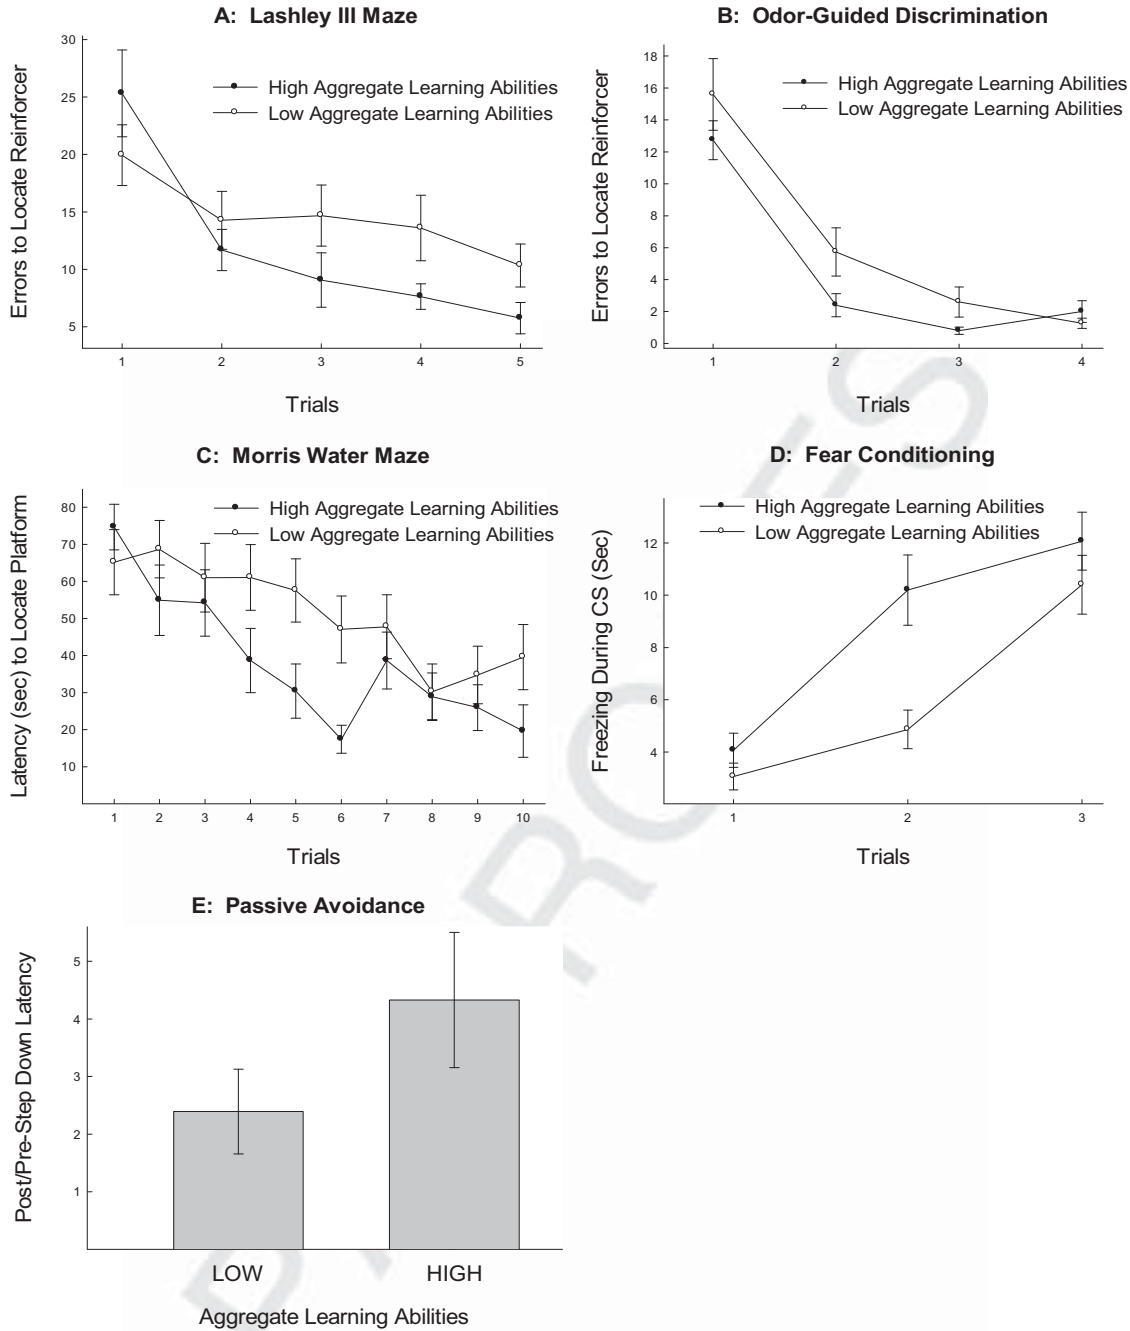 A: Lashley III Maze
Errors to Locate Reinforcer
30
25
20
15
10
5
High Aggregate Learning Abilities
Low Aggregate Learning Abilities
1 2 3 4 5
Trials
B: Odor-Guided Discrimination
Errors to Locate Reinforcer
18
16
14
12
10
8
6
4
2
0
High Aggregate Learning Abilities
Low Aggregate Learning Abilities
1 2 3 4
Trials
C: Morris Water Maze
Latency (sec) to Locate Platform
80
70
60
50
40
30
20
10
High Aggregate Learning Abilities
Low Aggregate Learning Abilities
1 2 3 4 5 6 7 8 9 10
Trials
D: Fear Conditioning
Freezing During CS (Sec)
12
10
8
6
4
High Aggregate Learning Abilities
Low Aggregate Learning Abilities
1 2 3
Trials
E: Passive Avoidance
Post/Pre-Step Down Latency
5
4
3
2
1
LOW HIGH
Aggregate Learning Abilities